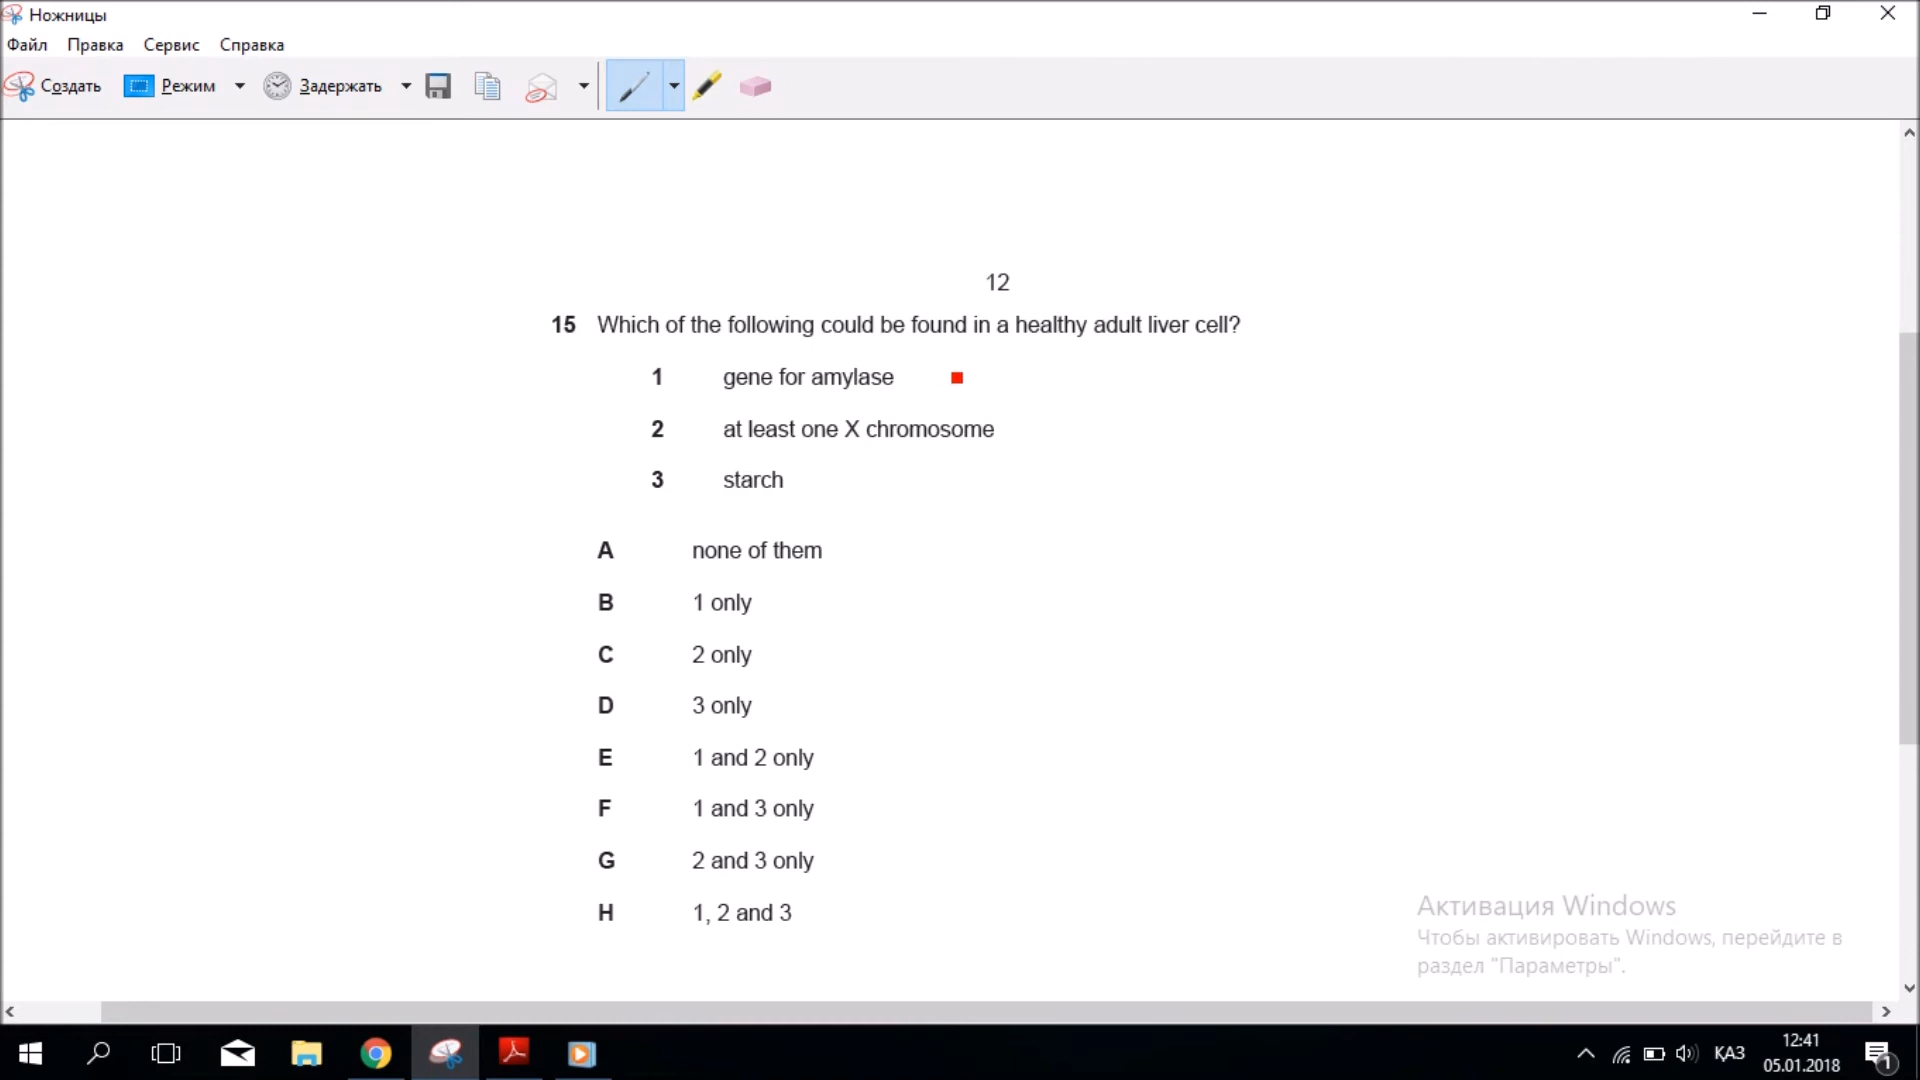 Ножницы
Файл Правка Сервис Справка
Создать Режим Задержать
12
15 Which of the following could be found in a healthy adult liver cell?
1 gene for amylase
2 at least one X chromosome
3 starch
A none of them
B 1 only
C 2 only
D 3 only
E 1 and 2 only
F 1 and 3 only
G 2 and 3 only
H 1, 2 and 3
Активация Windows
Чтобы активировать Windows, перейдите в
раздел "Параметры".
ҚАЗ
12:41
05.01.2018
1